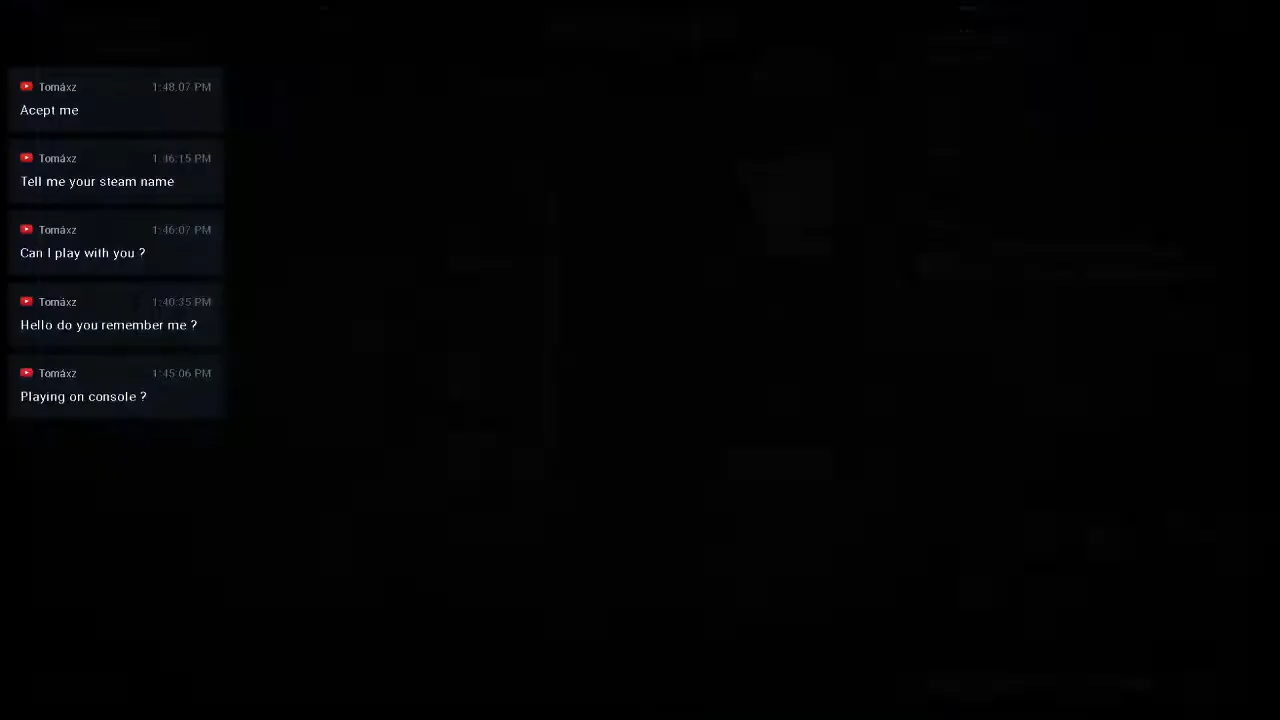 Tomáxz 1:48:07 PM
Acept me
Tomáxz 1:46:15 PM
Tell me your steam name
Tomáxz 1:46:07 PM
Can I play with you ?
Tomáxz 1:40:35 PM
Hello do you remember me ?
Tomáxz 1:45:06 PM
Playing on console ?